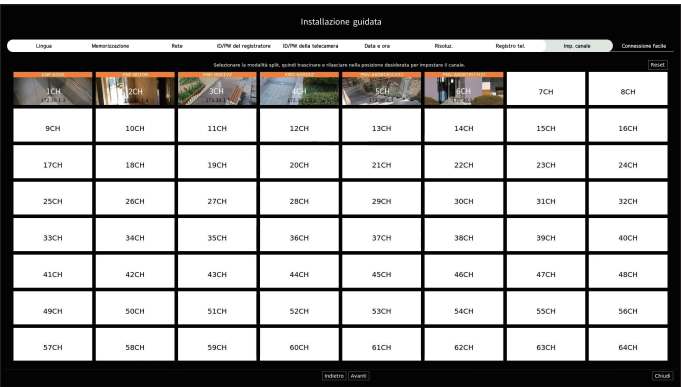 Installazione guidata
Lingua Memorizzazione Rete ID/PW del registratore ID/PW della telecamera Data e ora Risoluz. Registro tel. Imp. canale Connessione facile
Selezionare la modalità split, quindi trascinare e rilasciare nella posizione desiderata per impostare il canale. Reset
1CH 2CH 3CH 4CH 5CH 6CH 7CH 8CH
9CH 10CH 11CH 12CH 13CH 14CH 15CH 16CH
17CH 18CH 19CH 20CH 21CH 22CH 23CH 24CH
25CH 26CH 27CH 28CH 29CH 30CH 31CH 32CH
33CH 34CH 35CH 36CH 37CH 38CH 39CH 40CH
41CH 42CH 43CH 44CH 45CH 46CH 47CH 48CH
49CH 50CH 51CH 52CH 53CH 54CH 55CH 56CH
57CH 58CH 59CH 60CH 61CH 62CH 63CH 64CH
Indietro Avanti Chiudi